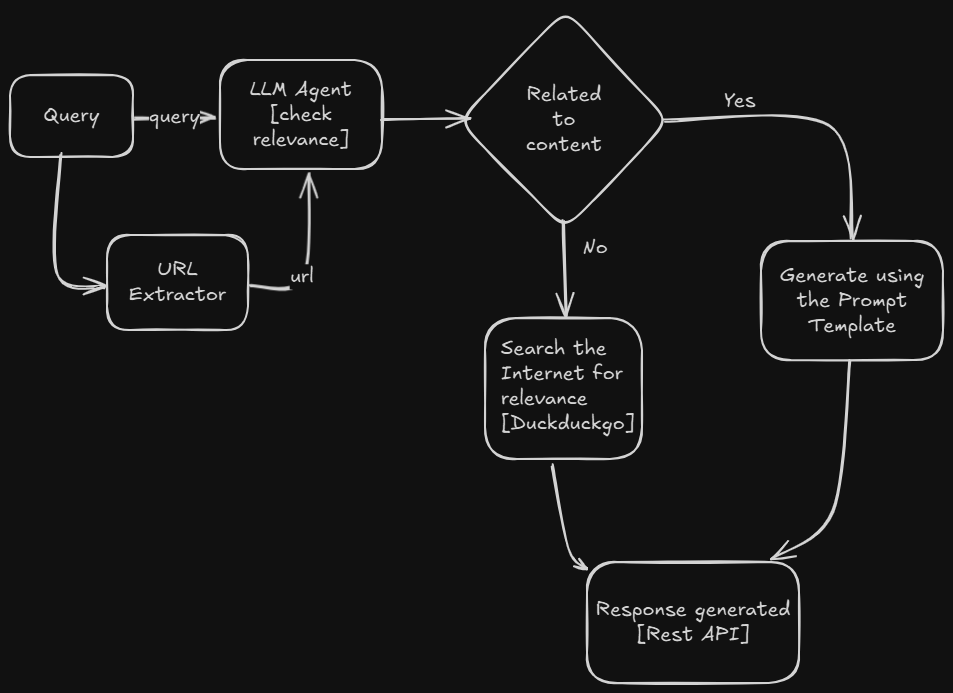 Query
query
LLM Agent
[check
relevance]
URL
Extractor
url
Related
to
content
Yes
No
Generate using
the Prompt
Template
Search the
Internet for
relevance
[Duckduckgo]
Response generated
[Rest API]